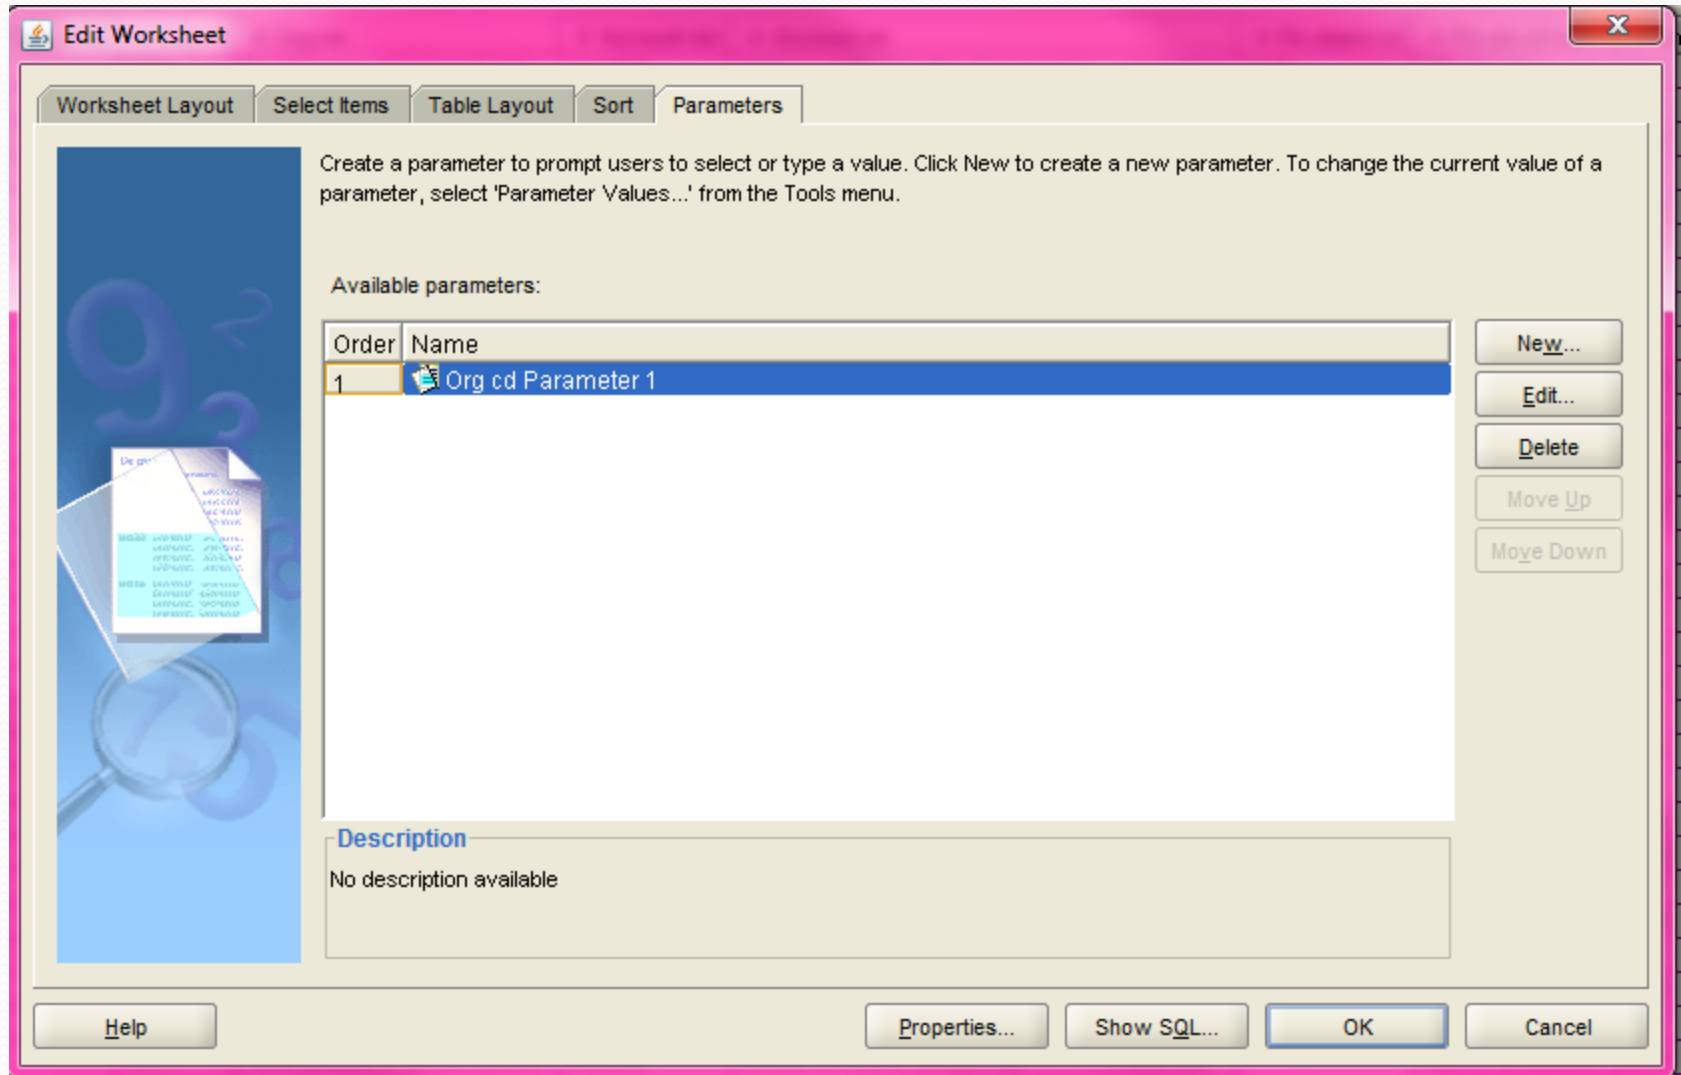 Edit Worksheet
Worksheet Layout
Select Items
Table Layout
Sort
Parameters
Create a parameter to prompt users to select or type a value. Click New to create a new parameter. To change the current value of a
parameter, select 'Parameter Values...' from the Tools menu.
Available parameters:
Order Name
1 Org cd Parameter 1
New...
Edit...
Delete
Move Up
Move Down
Description
No description available
Help
Properties...
Show SQL...
OK
Cancel